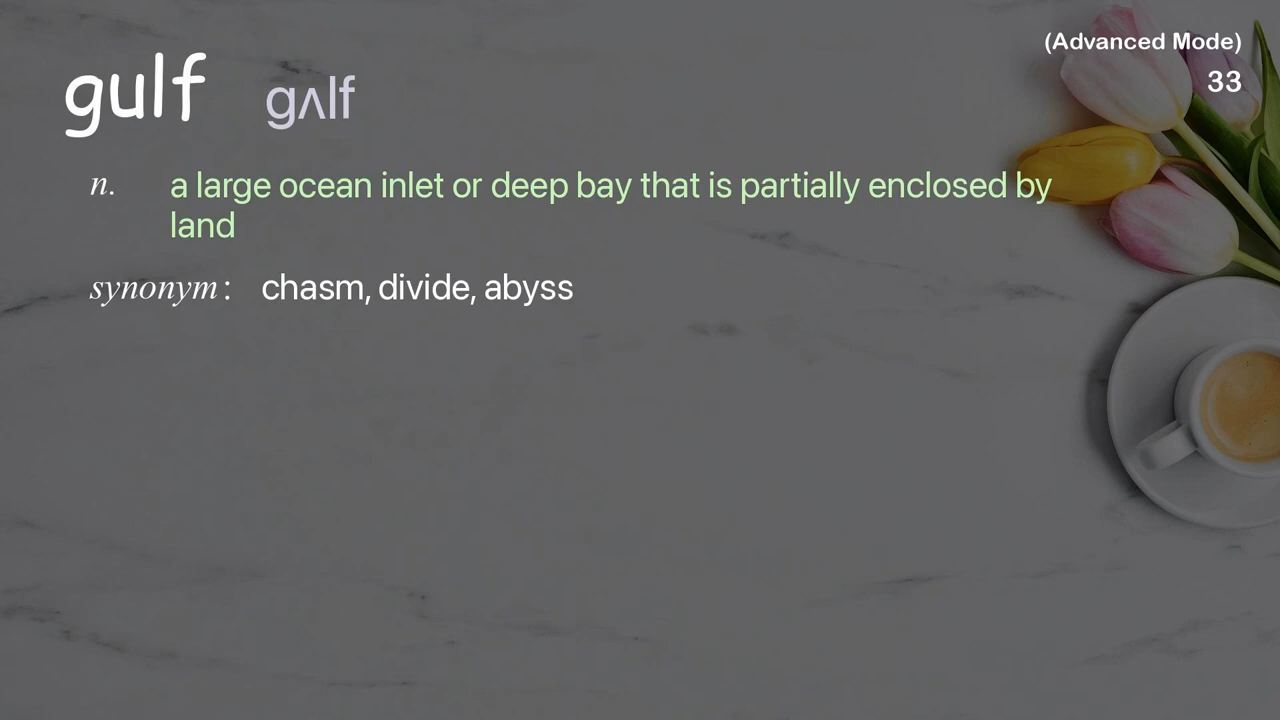 (Advanced Mode)
33
gulf gʌlf
n. a large ocean inlet or deep bay that is partially enclosed by
land
synonym: chasm, divide, abyss